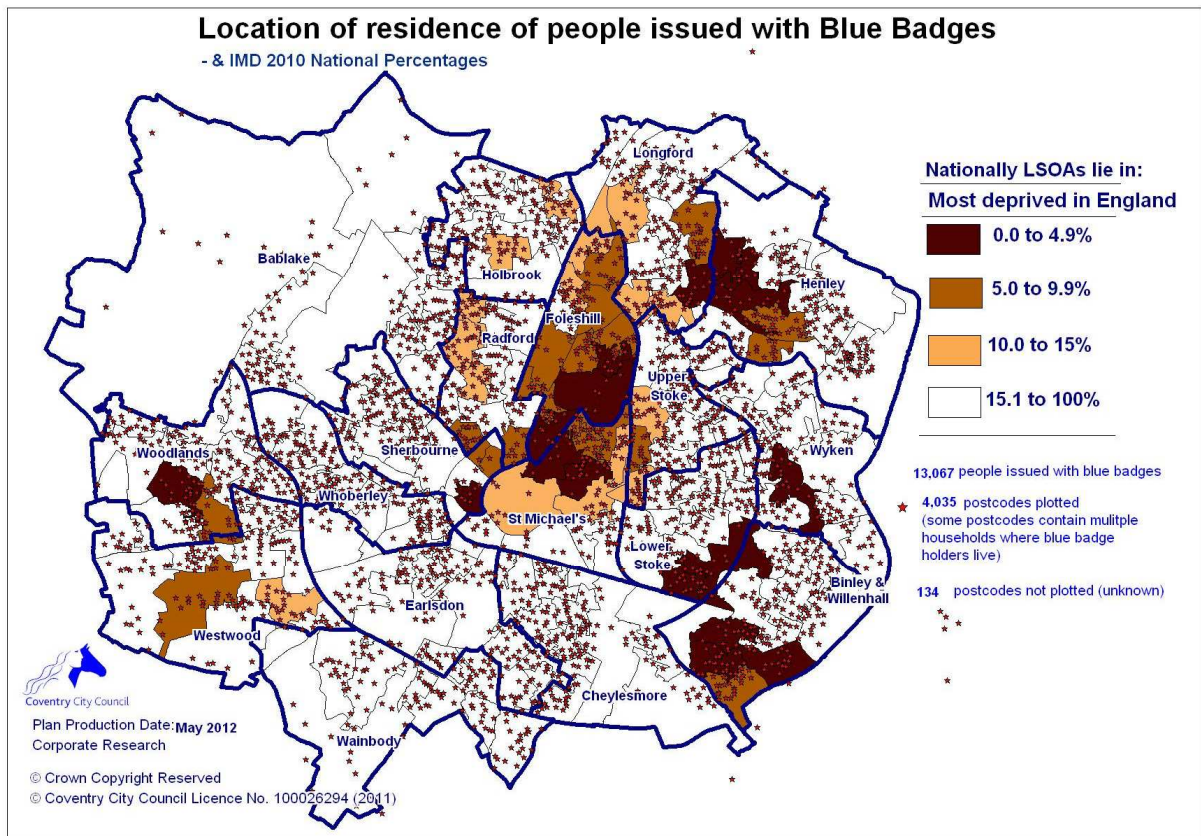 Location of residence of people issued with Blue Badges
- & IMD 2010 National Percentages
Longford
Bablake
Holbrook
Henley
Foleshill
Radford
Upper
Stoke
Sherbourne
Wyken
Woodlands
Whoberley
St Michael's
Lower
Stoke
Binley &
Willenhall
Earlsdon
Westwood
Cheylesmore
Wainbody
Nationally LSOAs lie in:
Most deprived in England
0.0 to 4.9%
5.0 to 9.9%
10.0 to 15%
15.1 to 100%
13,067 people issued with blue badges
4,035 postcodes plotted
(some postcodes contain mulitple
households where blue badge
holders live)
134 postcodes not plotted (unknown)
Coventry City Council
Plan Production Date: May 2012
Corporate Research
© Crown Copyright Reserved
© Coventry City Council Licence No. 100026294 (2011)